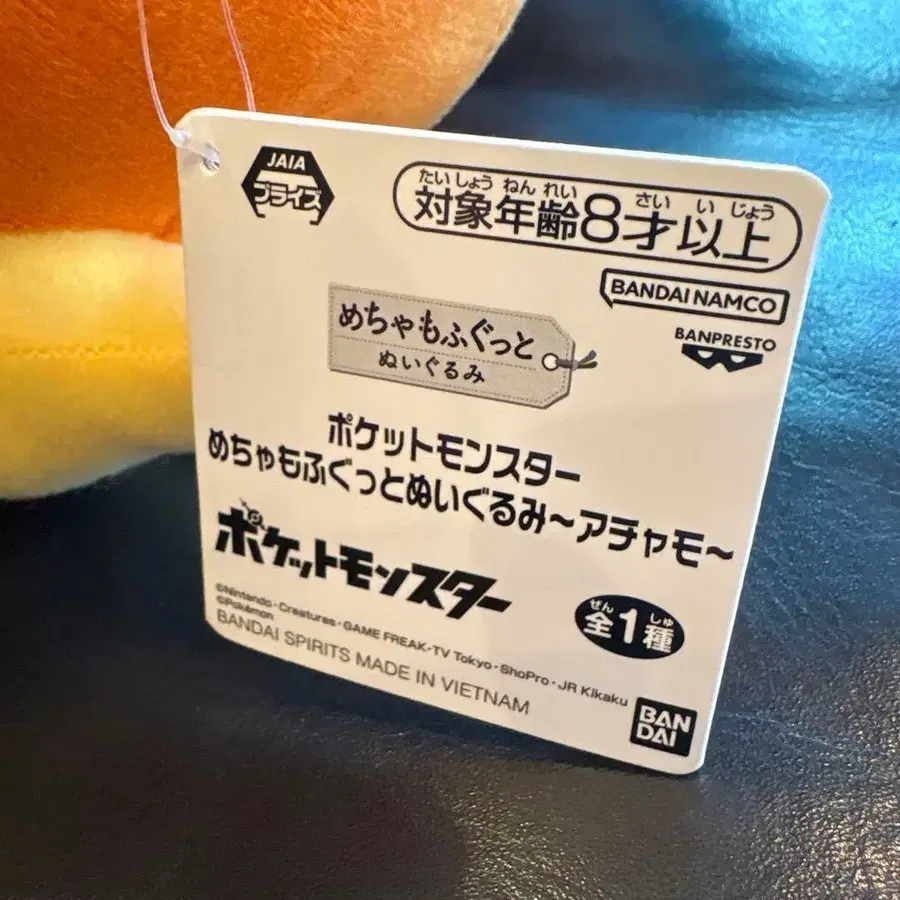 JAIA
プライズ
たいしょう ねんれい さい いじょう
対象年齢8才以上
BANDAI NAMCO
BANPRESTO
めちゃもふぐっと
ぬいぐるみ
ポケットモンスター
めちゃもふぐっとぬいぐるみ～アチャモ～
ポケットモンスター
©Nintendo・Creatures・GAME FREAK・TV Tokyo・ShoPro・JR Kikaku
©Pokémon
BANDAI SPIRITS MADE IN VIETNAM
ぜん しゅ
全1種
BAN
DAI